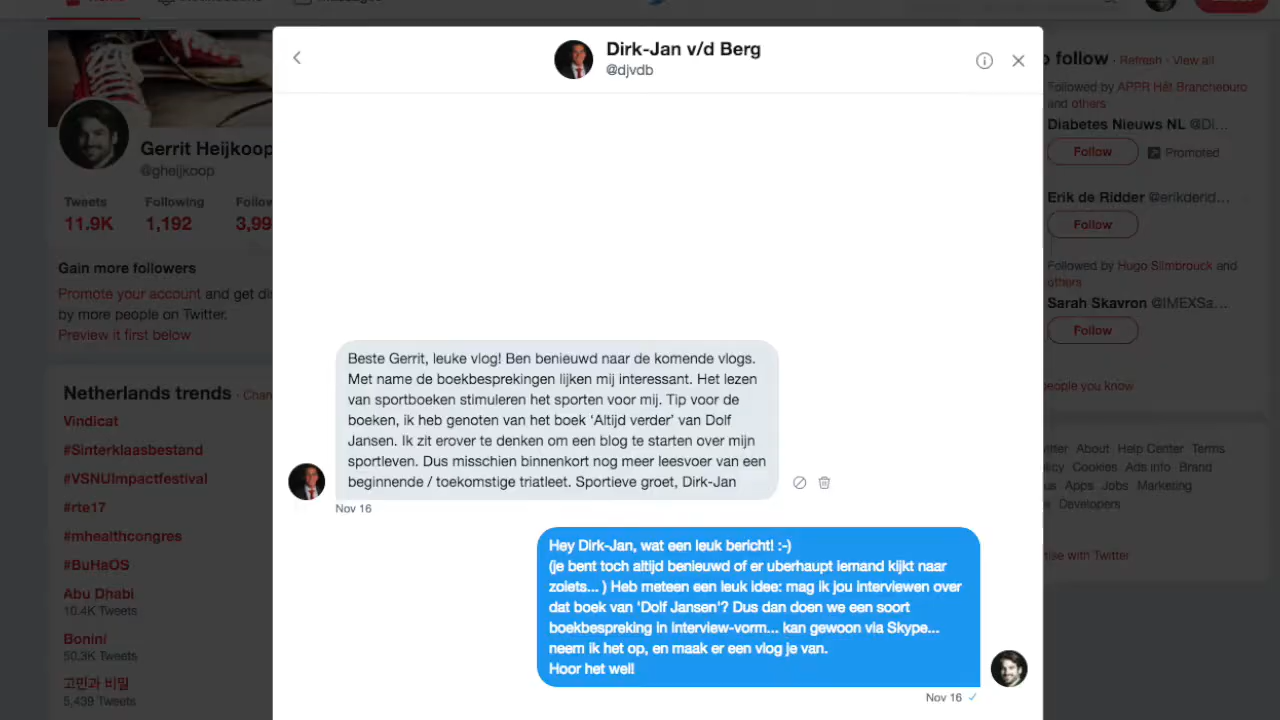 Dirk-Jan v/d Berg
@djvdb
Gerrit Heijkoop
@gheijkoop
Tweets Following
11.9K 1,192 3,99
Gain more followers
Promote your account and get di
by more people on Twitter.
Preview it first below
Netherlands trends
Vindicat
#Sinterklaasbestand
#VSNUImpactfestival
#rte17
#mhealthcongres
#BuHaOS
Abu Dhabi
10.4K Tweets
Bonini
50.3K Tweets
고민과 비밀
5,439 Tweets
Beste Gerrit, leuke vlog! Ben benieuwd naar de komende vlogs.
Met name de boekbesprekingen lijken mij interessant. Het lezen
van sportboeken stimuleren het sporten voor mij. Tip voor de
boeken, ik heb genoten van het boek ‘Altijd verder’ van Dolf
Jansen. Ik zit erover te denken om een blog te starten over mijn
sportleven. Dus misschien binnenkort nog meer leesvoer van een
beginnende / toekomstige triatleet. Sportieve groet, Dirk-Jan
Nov 16
Hey Dirk-Jan, wat een leuk bericht! :-)
(je bent toch altijd benieuwd of er uberhaupt iemand kijkt naar
zoiets... ) Heb meteen een leuk idee: mag ik jou interviewen over
dat boek van 'Dolf Jansen'? Dus dan doen we een soort
boekbespreking in interview-vorm... kan gewoon via Skype...
neem ik het op, en maak er een vlog je van.
Hoor het wel!
Nov 16
o follow · Refresh · View all
Followed by APPR Hét Branchebureo
and others
Diabetes Nieuws NL @Di...
Follow
Promoted
Erik de Ridder @erikderid...
Follow
Followed by Hugo Slimbrouck and
others
Sarah Skavron @IMEXSa...
Follow
people you know
About Help Center Terms
Cookies Ads info Brand
Apps Jobs Marketing
Developers
tise with Twitter